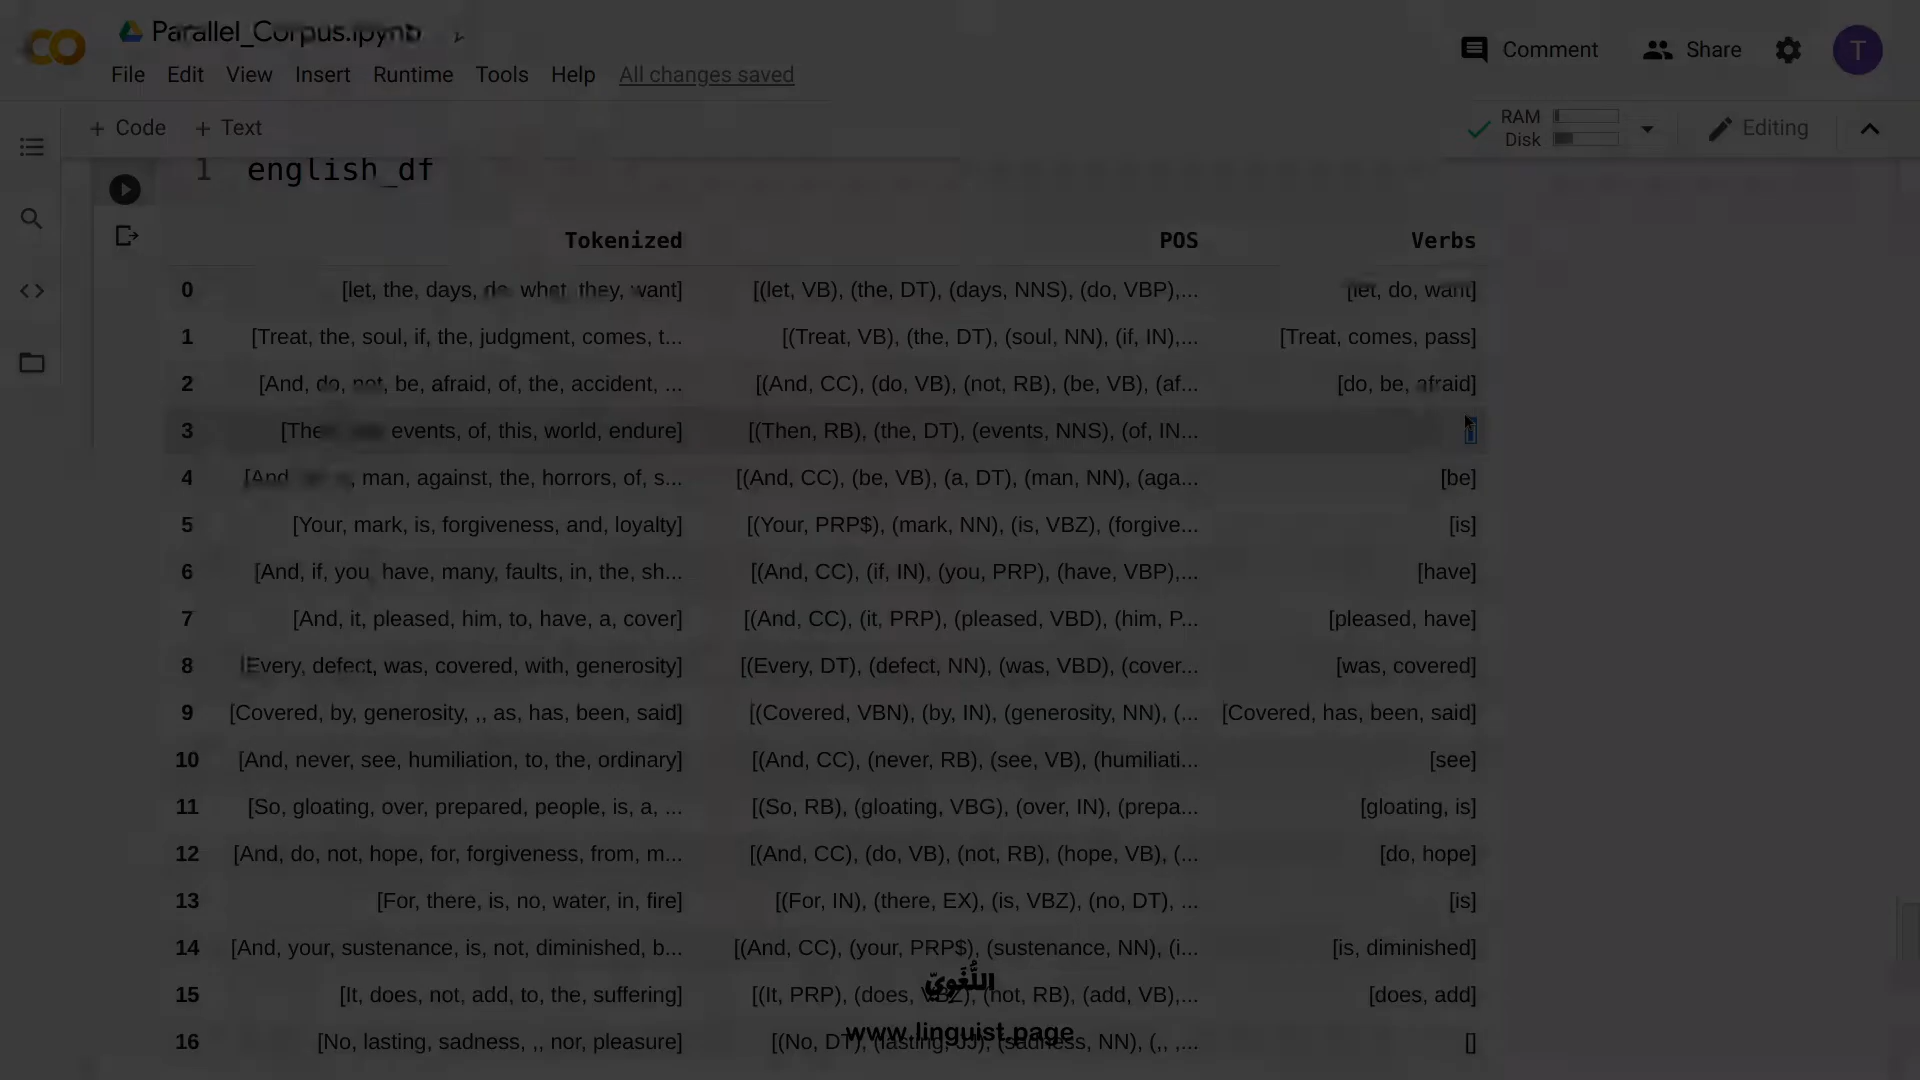 Parallel_Corpus.ipynb
File Edit View Insert Runtime Tools Help All changes saved
Comment Share T
+ Code + Text
RAM
Disk
Editing
1 english_df
Tokenized POS Verbs
0 [let, the, days, do, what, they, want] [(let, VB), (the, DT), (days, NNS), (do, VBP),... [let, do, want]
1 [Treat, the, soul, if, the, judgment, comes, t... [(Treat, VB), (the, DT), (soul, NN), (if, IN),... [Treat, comes, pass]
2 [And, do, not, be, afraid, of, the, accident, ... [(And, CC), (do, VB), (not, RB), (be, VB), (af... [do, be, afraid]
3 [The events, of, this, world, endure] [(Then, RB), (the, DT), (events, NNS), (of, IN...
4 [And man, against, the, horrors, of, s... [(And, CC), (be, VB), (a, DT), (man, NN), (aga... [be]
5 [Your, mark, is, forgiveness, and, loyalty] [(Your, PRP$), (mark, NN), (is, VBZ), (forgive... [is]
6 [And, if, you, have, many, faults, in, the, sh... [(And, CC), (if, IN), (you, PRP), (have, VBP),... [have]
7 [And, it, pleased, him, to, have, a, cover] [(And, CC), (it, PRP), (pleased, VBD), (him, P... [pleased, have]
8 [Every, defect, was, covered, with, generosity] [(Every, DT), (defect, NN), (was, VBD), (cover... [was, covered]
9 [Covered, by, generosity, ,, as, has, been, said] [(Covered, VBN), (by, IN), (generosity, NN), (... [Covered, has, been, said]
10 [And, never, see, humiliation, to, the, ordinary] [(And, CC), (never, RB), (see, VB), (humiliati... [see]
11 [So, gloating, over, prepared, people, is, a, ... [(So, RB), (gloating, VBG), (over, IN), (prepa... [gloating, is]
12 [And, do, not, hope, for, forgiveness, from, m... [(And, CC), (do, VB), (not, RB), (hope, VB), (... [do, hope]
13 [For, there, is, no, water, in, fire] [(For, IN), (there, EX), (is, VBZ), (no, DT), ... [is]
14 [And, your, sustenance, is, not, diminished, b... [(And, CC), (your, PRP$), (sustenance, NN), (i... [is, diminished]
اللُّغَوِيّ
15 [It, does, not, add, to, the, suffering] [(It, PRP), (does, VBZ), (not, RB), (add, VB),... [does, add]
www.linguist.page
16 [No, lasting, sadness, ,, nor, pleasure] [(No, DT), (lasting, JJ), (sadness, NN), (,, ,... []